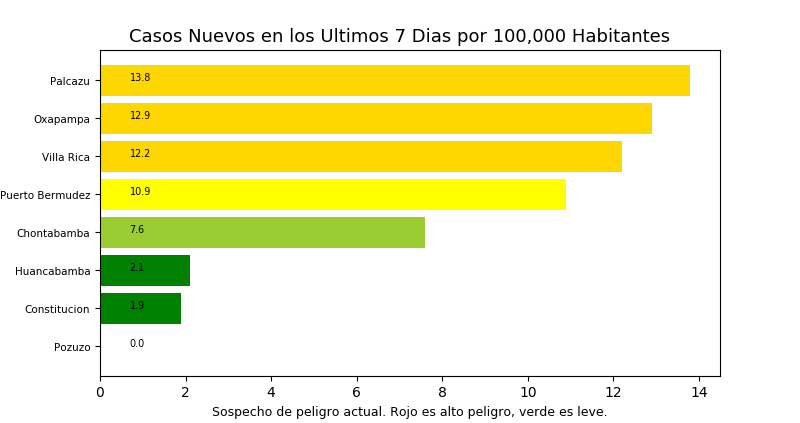 Casos Nuevos en los Ultimos 7 Dias por 100,000 Habitantes
Palcazu 13.8
Oxapampa 12.9
Villa Rica 12.2
Puerto Bermudez 10.9
Chontabamba 7.6
Huancabamba 2.1
Constitucion 1.9
Pozuzo 0.0
0 2 4 6 8 10 12 14
Sospecho de peligro actual. Rojo es alto peligro, verde es leve.